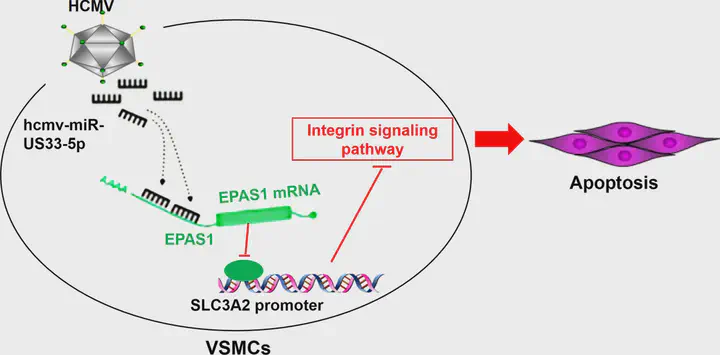 HCMV
hcmv-miR-
US33-5p
Integrin signaling
pathway
Apoptosis
EPAS1 mRNA
EPAS1
SLC3A2 promoter
VSMCs